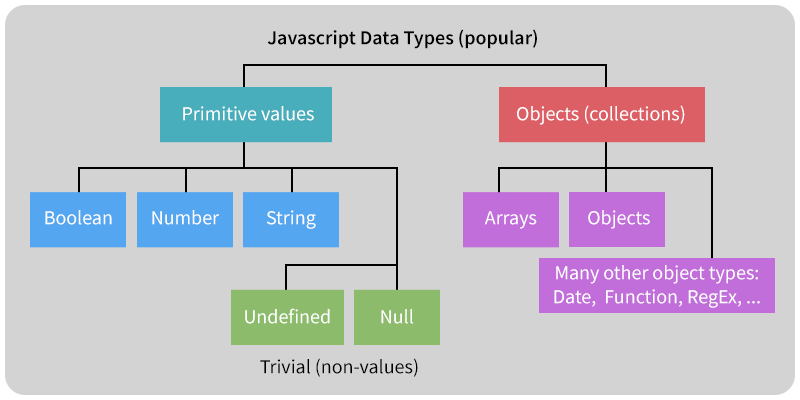 Javascript Data Types (popular)
Primitive values
Objects (collections)
Boolean
Number
String
Arrays
Objects
Many other object types:
Date, Function, RegEx, ...
Undefined
Null
Trivial (non-values)